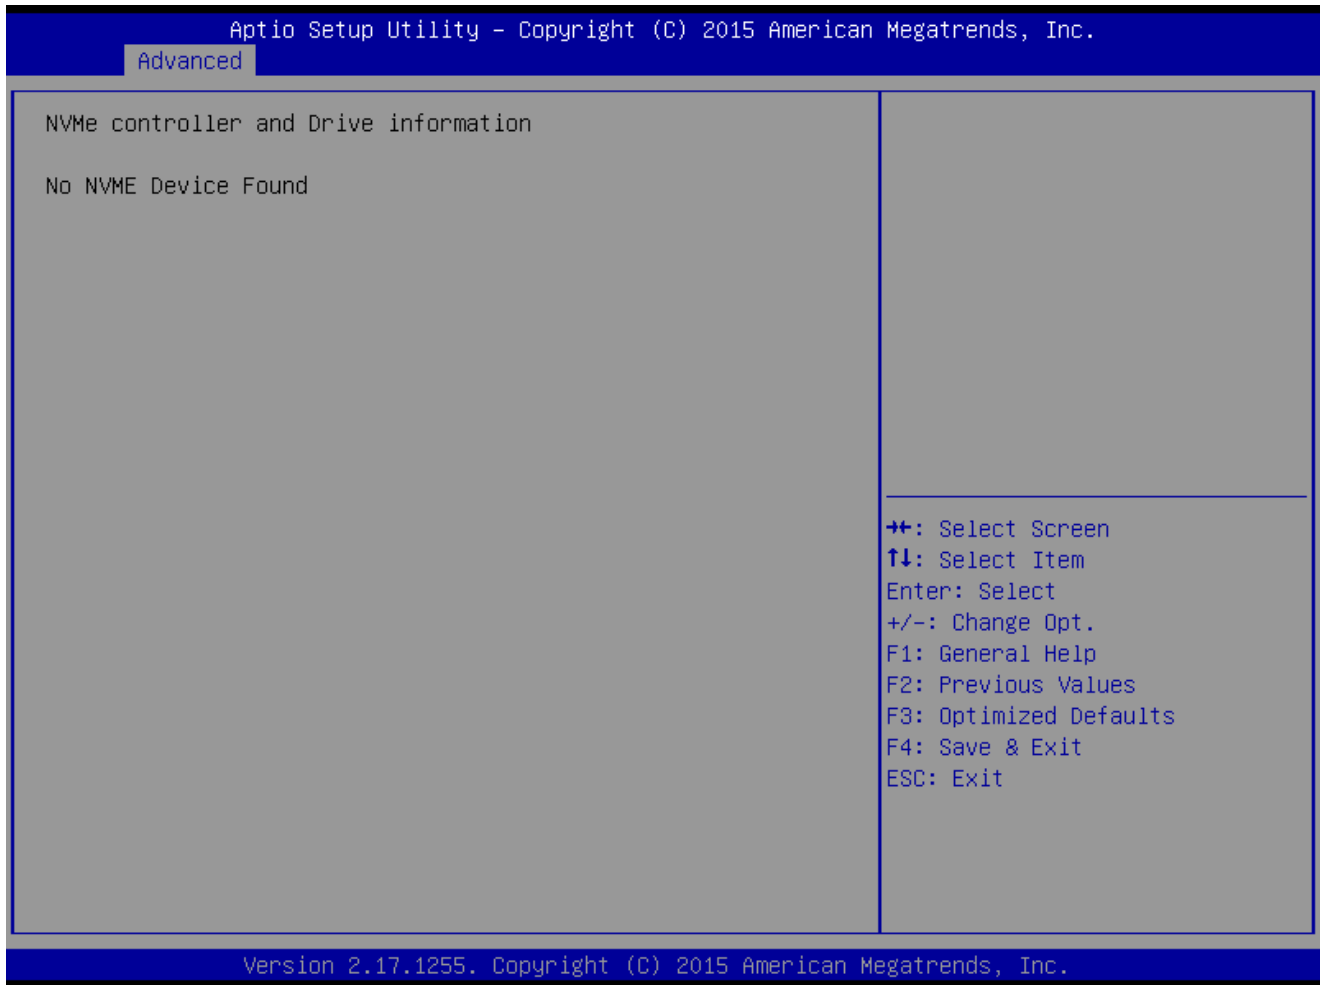 Aptio Setup Utility – Copyright (C) 2015 American Megatrends, Inc.
Advanced
NVMe controller and Drive information
No NVME Device Found
→←: Select Screen
↑↓: Select Item
Enter: Select
+/-: Change Opt.
F1: General Help
F2: Previous Values
F3: Optimized Defaults
F4: Save & Exit
ESC: Exit
Version 2.17.1255. Copyright (C) 2015 American Megatrends, Inc.